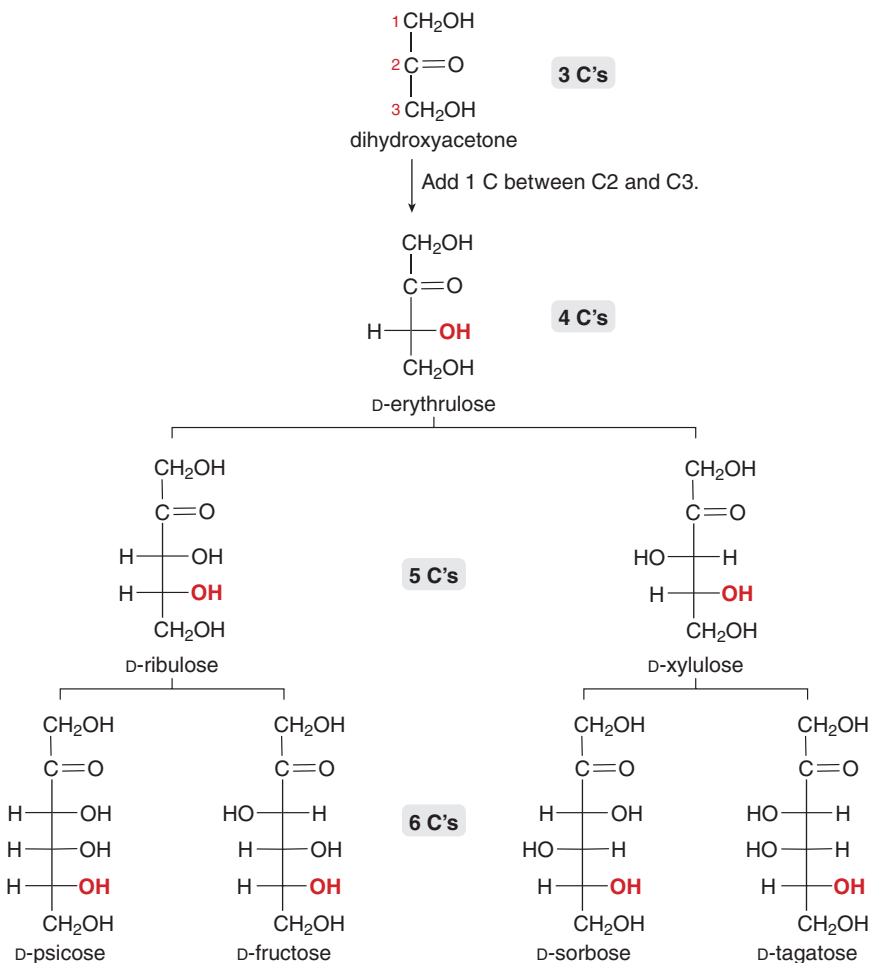 1 CH2OH
2 C=O
3 C's
3 CH2OH
dihydroxyacetone
Add 1 C between C2 and C3.
CH2OH
C=O
H OH
4 C's
CH2OH
D-erythrulose
CH2OH CH2OH
C=O C=O
H OH HO H
5 C's
H OH H OH
CH2OH CH2OH
D-ribulose D-xylulose
CH2OH CH2OH CH2OH CH2OH
C=O C=O C=O C=O
H OH HO H H OH HO H
6 C's
H OH H OH HO H HO H
H OH H OH H OH H OH
CH2OH CH2OH CH2OH CH2OH
D-psicose D-fructose D-sorbose D-tagatose